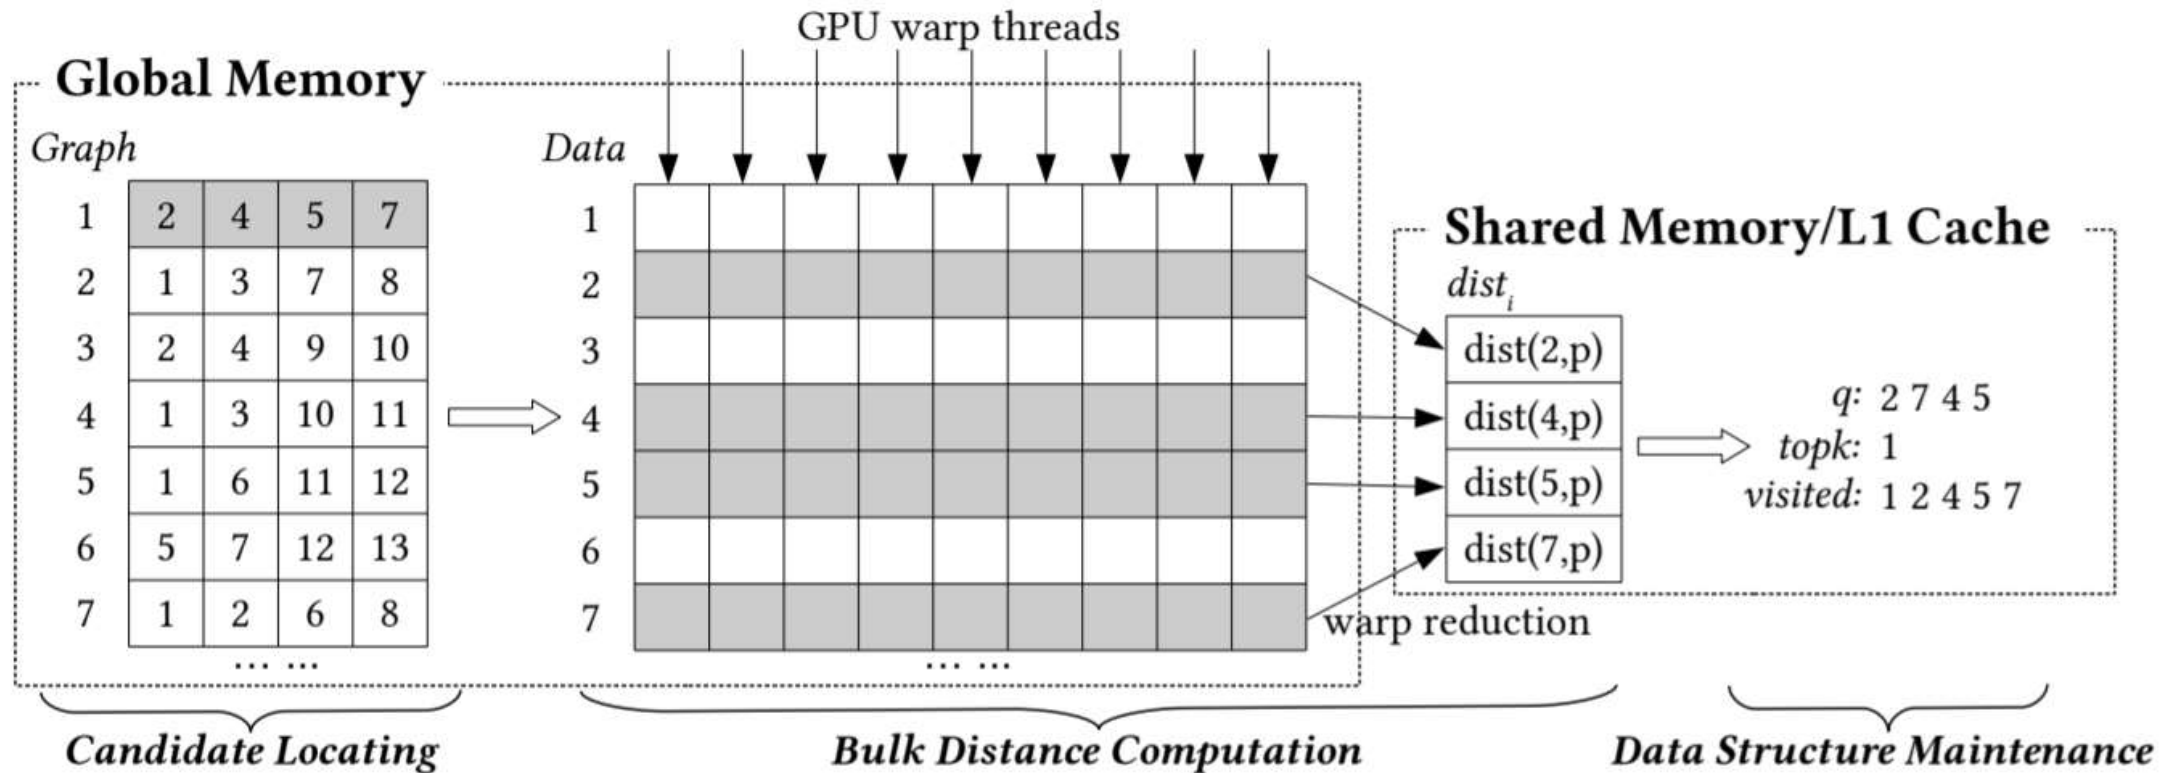 GPU warp threads
Global Memory
Graph
1 2 4 5 7
2 1 3 7 8
3 2 4 9 10
4 1 3 10 11
5 1 6 11 12
6 5 7 12 13
7 1 2 6 8
... ...
Data
1
2
3
4
5
6
7
... ...
warp reduction
Shared Memory/L1 Cache
dist_i
dist(2,p)
dist(4,p)
dist(5,p)
dist(7,p)
q: 2 7 4 5
topk: 1
visited: 1 2 4 5 7
Candidate Locating
Bulk Distance Computation
Data Structure Maintenance